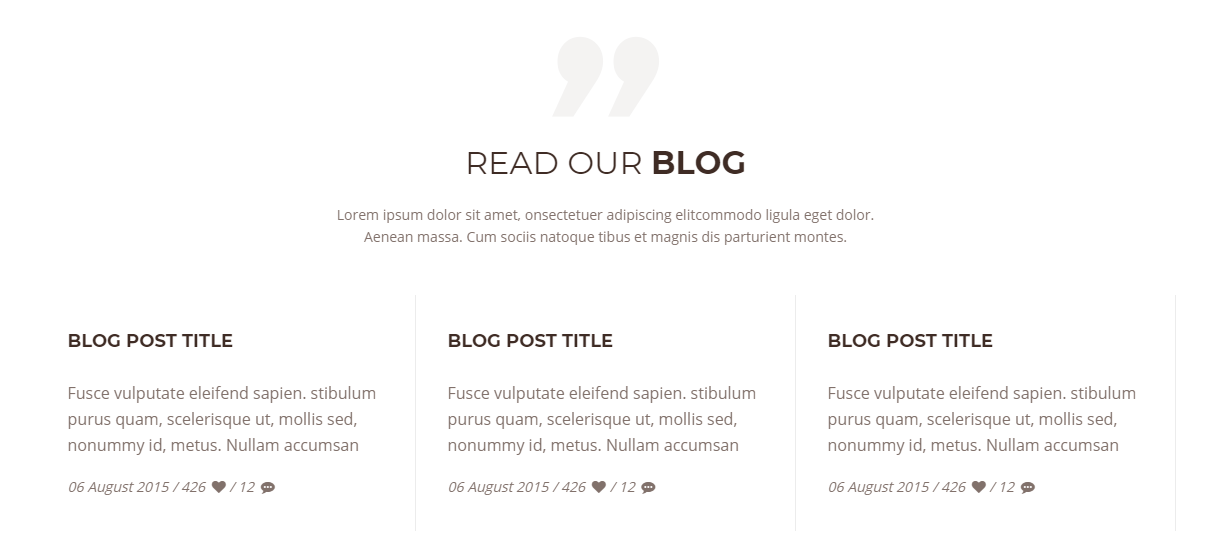 ”
READ OUR BLOG
Lorem ipsum dolor sit amet, onsectetuer adipiscing elitcommodo ligula eget dolor.
Aenean massa. Cum sociis natoque tibus et magnis dis parturient montes.
BLOG POST TITLE
Fusce vulputate eleifend sapien. stibulum
purus quam, scelerisque ut, mollis sed,
nonummy id, metus. Nullam accumsan
06 August 2015 / 426 / 12
BLOG POST TITLE
Fusce vulputate eleifend sapien. stibulum
purus quam, scelerisque ut, mollis sed,
nonummy id, metus. Nullam accumsan
06 August 2015 / 426 / 12
BLOG POST TITLE
Fusce vulputate eleifend sapien. stibulum
purus quam, scelerisque ut, mollis sed,
nonummy id, metus. Nullam accumsan
06 August 2015 / 426 / 12